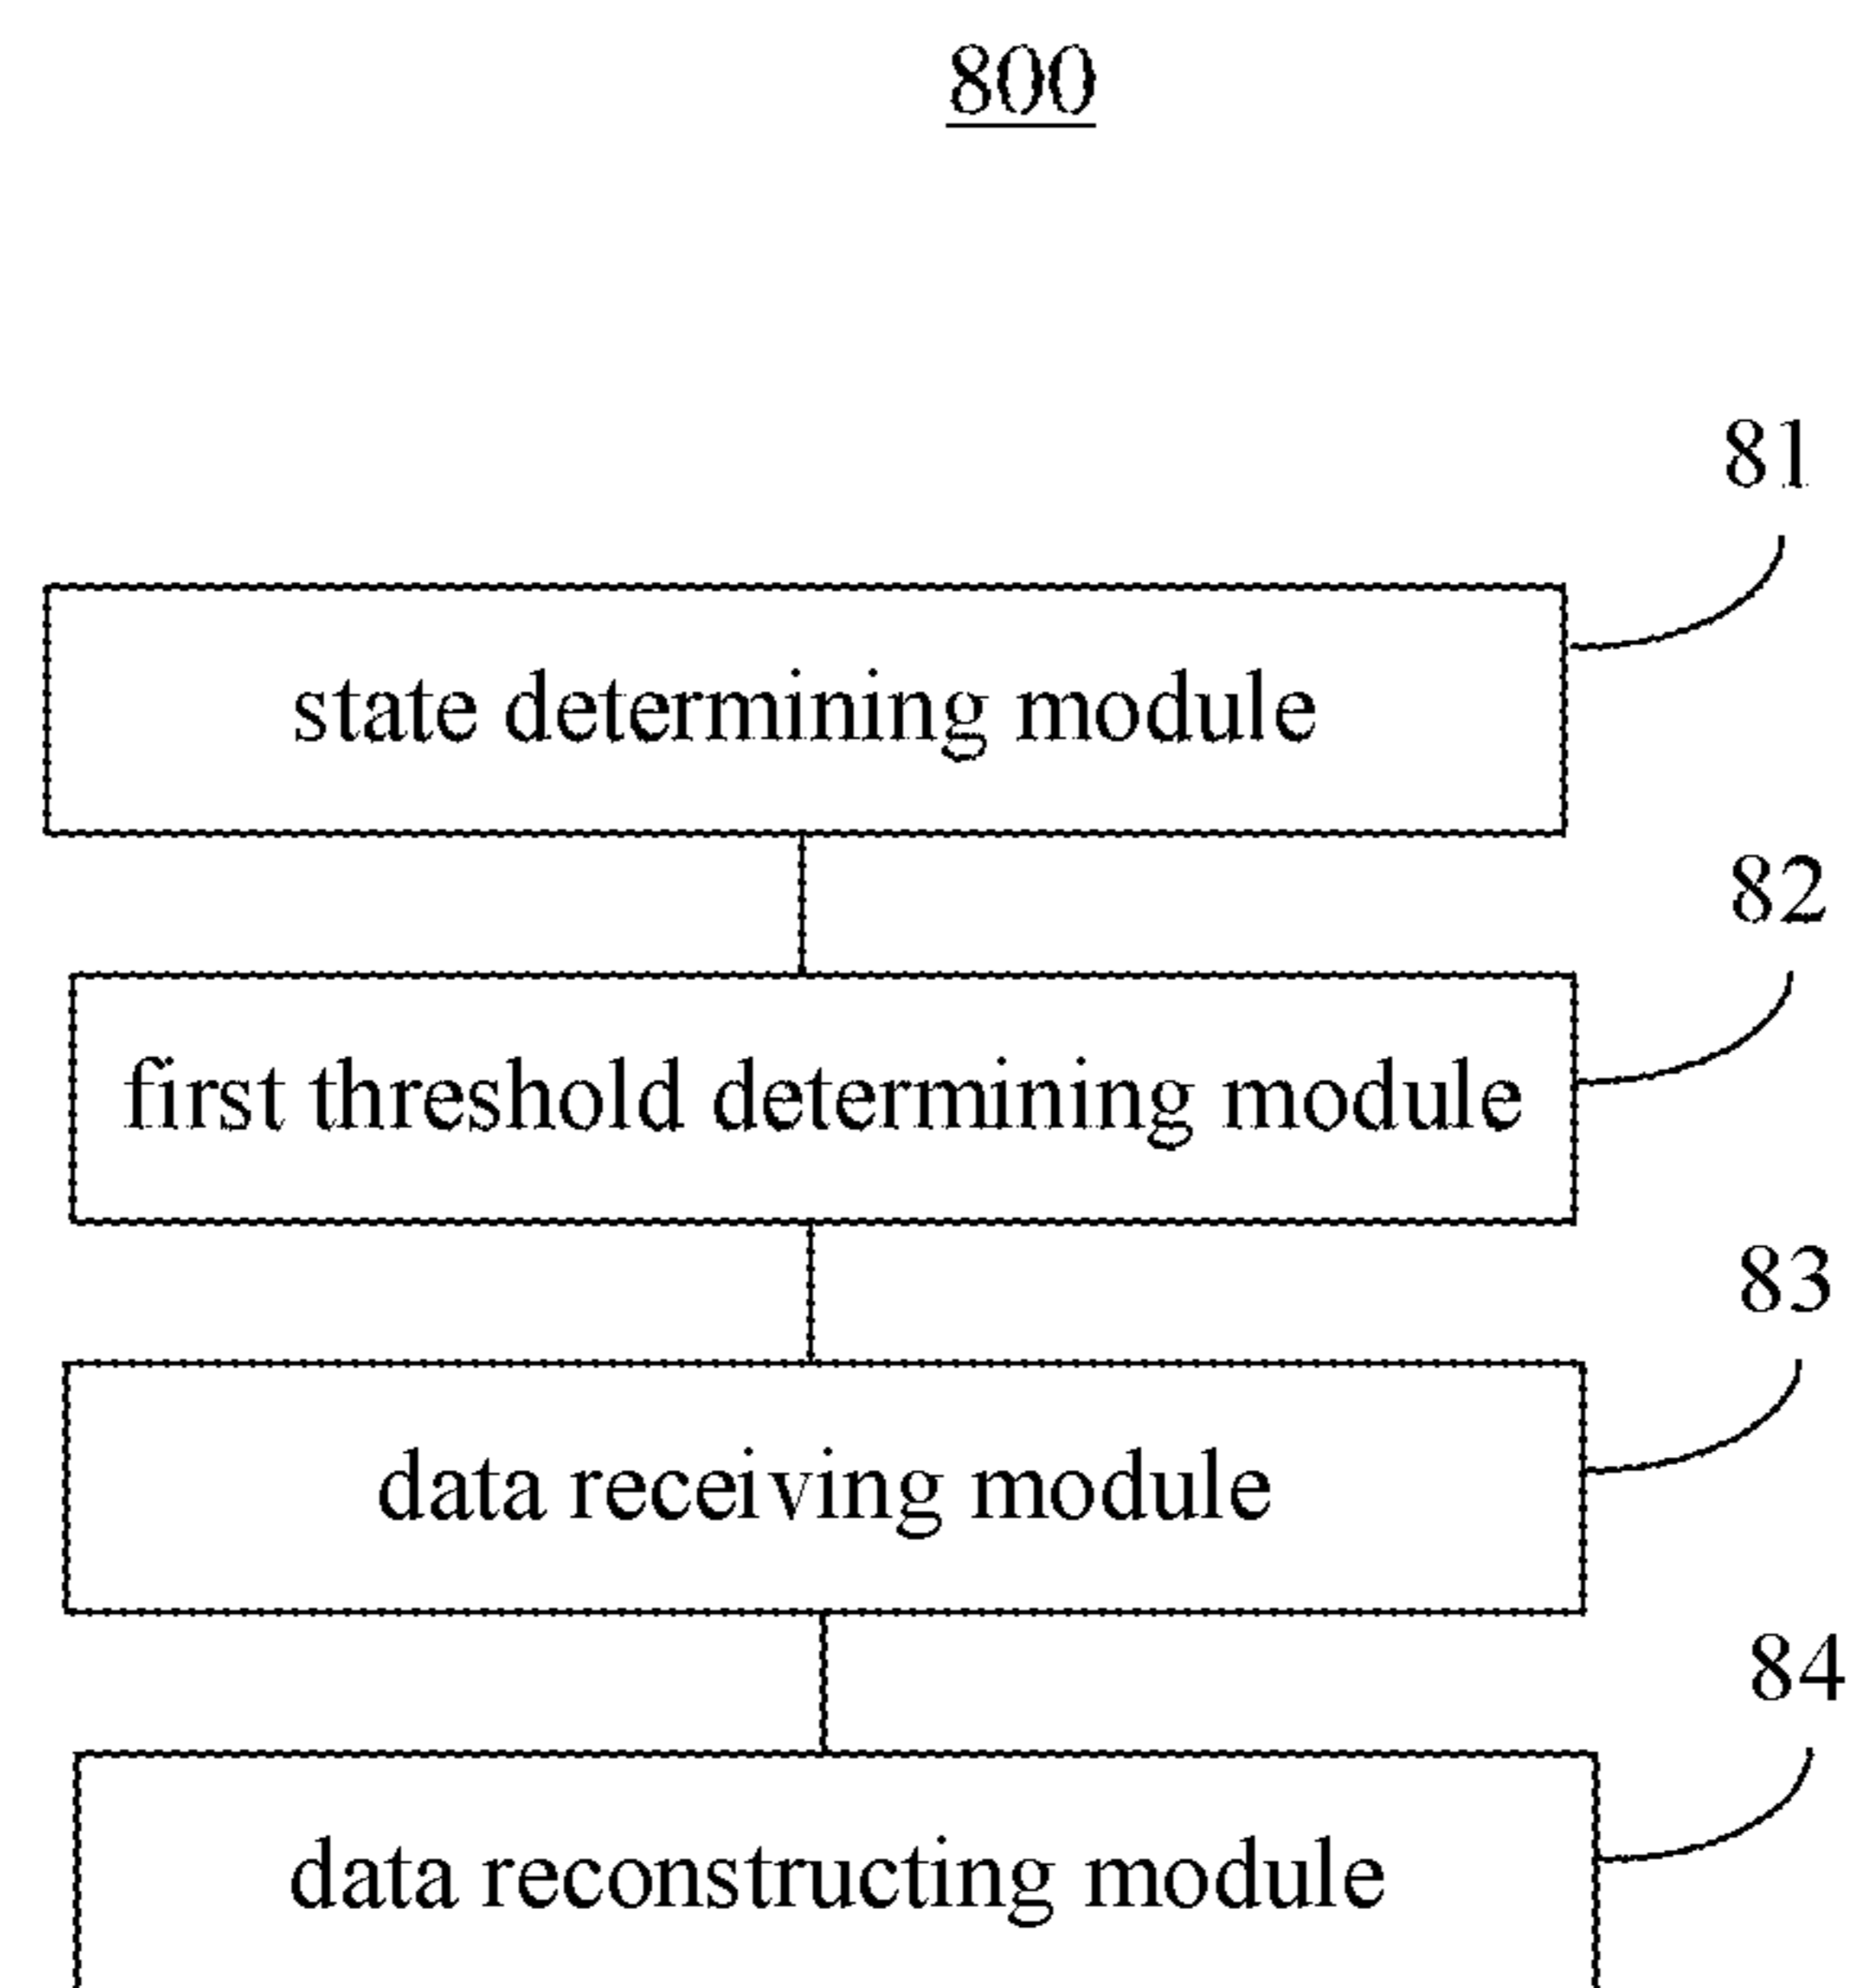 800
81
state determining module
82
first threshold determining module
83
data receiving module
84
data reconstructing module